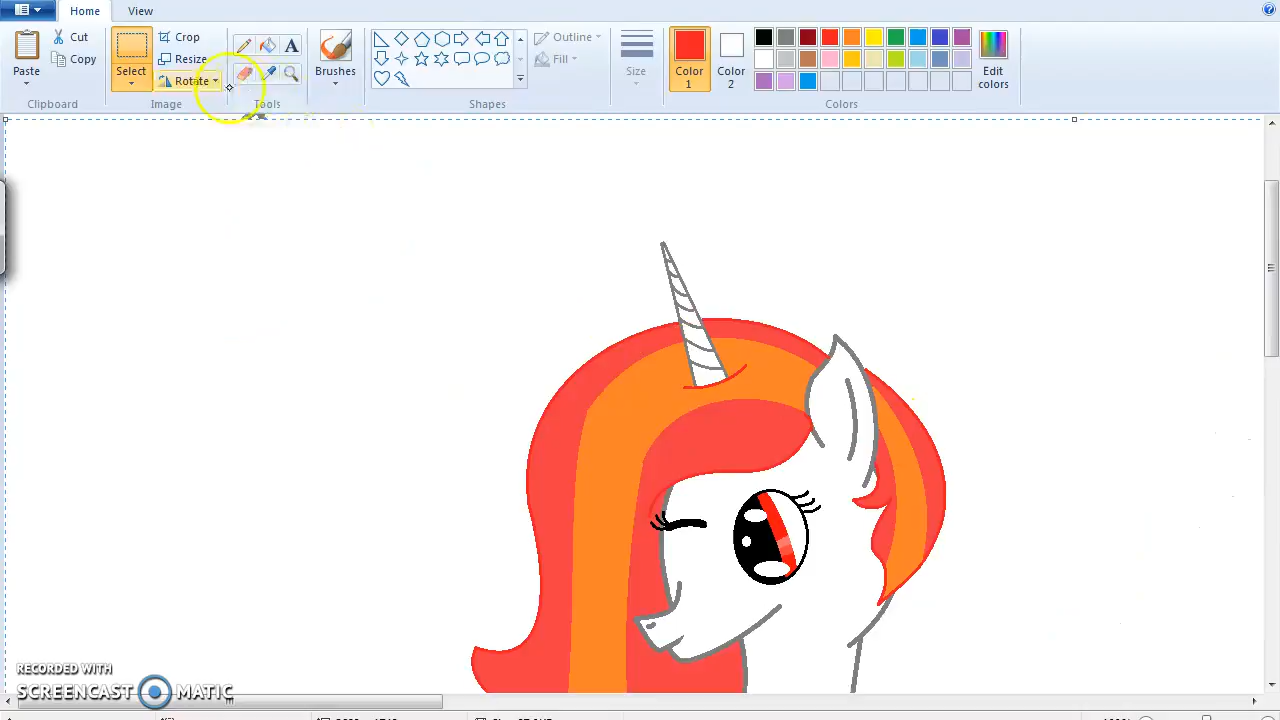 Home View
Paste
Cut
Copy
Clipboard
Select
Crop
Resize
Rotate
Image
A
Tools
Brushes
Outline
Fill
Shapes
Size
Color 1
Color 2
Edit colors
Colors
RECORDED WITH
SCREENCAST MATIC